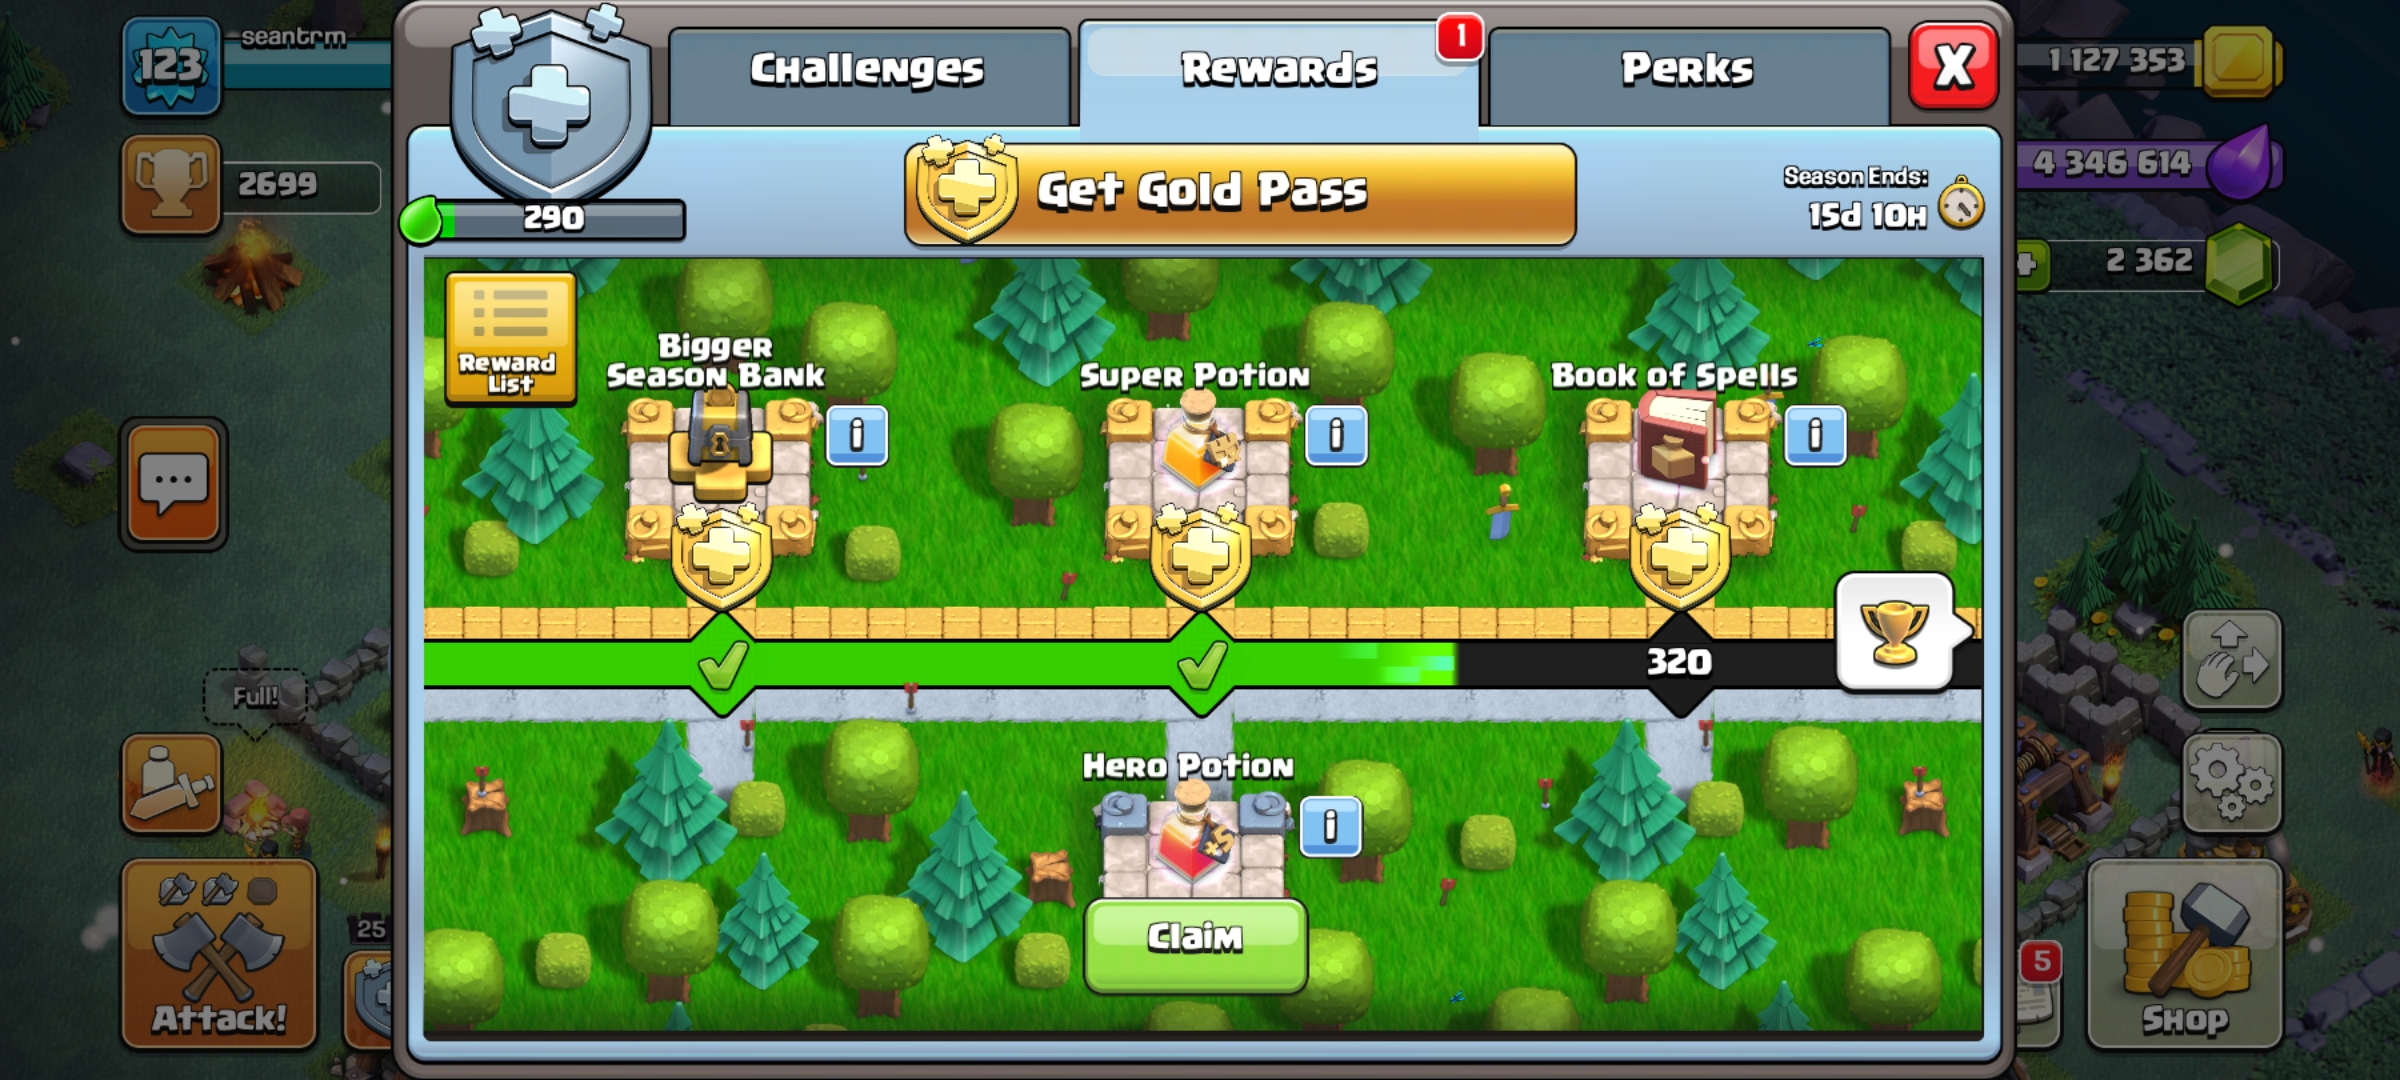 123
seantrm
2699
Challenges
Rewards
1
Perks
X
1 127 353
4 346 614
2 362
290
Get Gold Pass
Season Ends:
15d 10H
Reward
List
Bigger
Season Bank
i
Super Potion
i
Book of Spells
i
320
Full!
Hero Potion
i
+5
Claim
25
Attack!
5
Shop